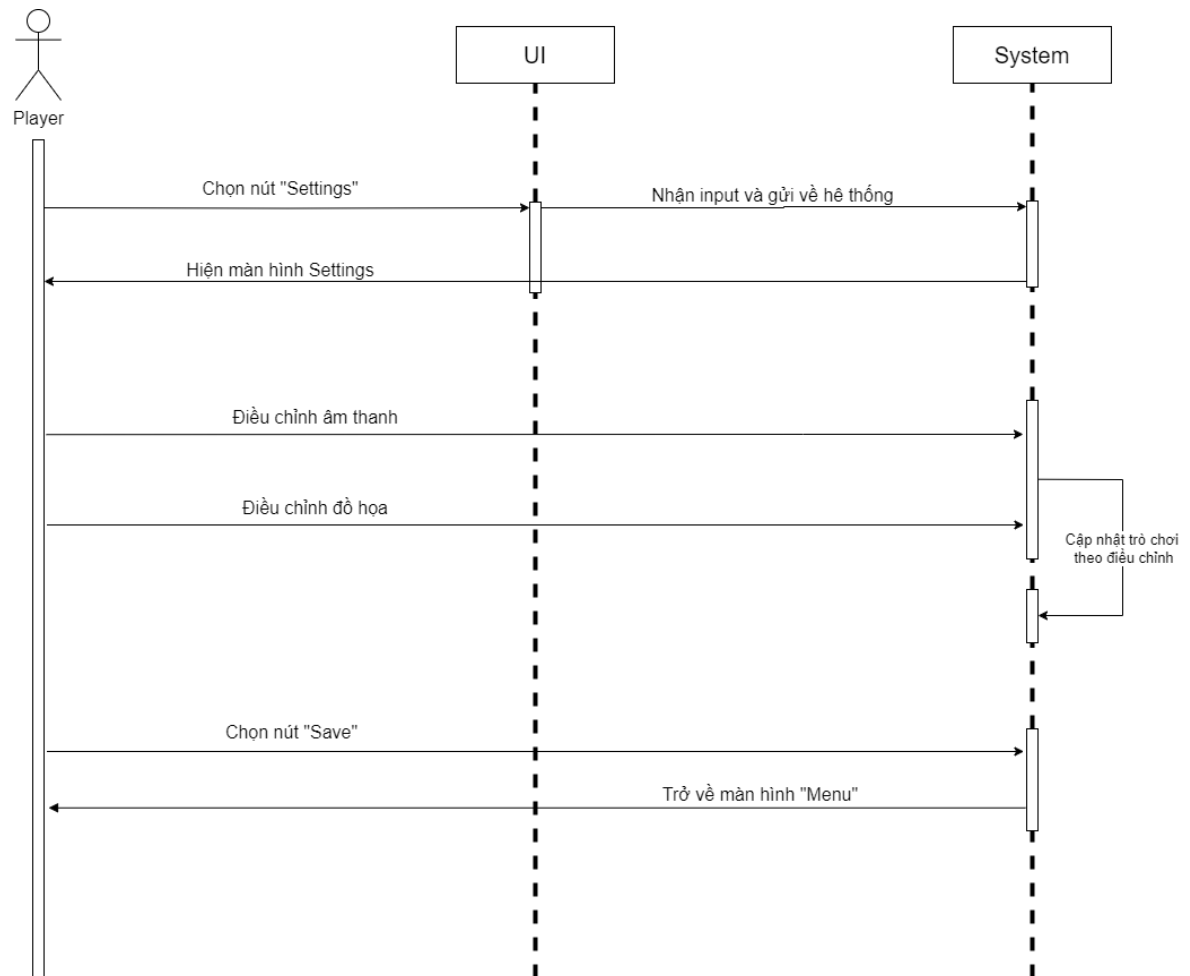 UI
System
Player
Chọn nút "Settings"
Nhận input và gửi về hê thống
Hiện màn hình Settings
Điều chỉnh âm thanh
Điều chỉnh đồ họa
Cập nhật trò chơi
theo điều chỉnh
Chọn nút "Save"
Trở về màn hình "Menu"